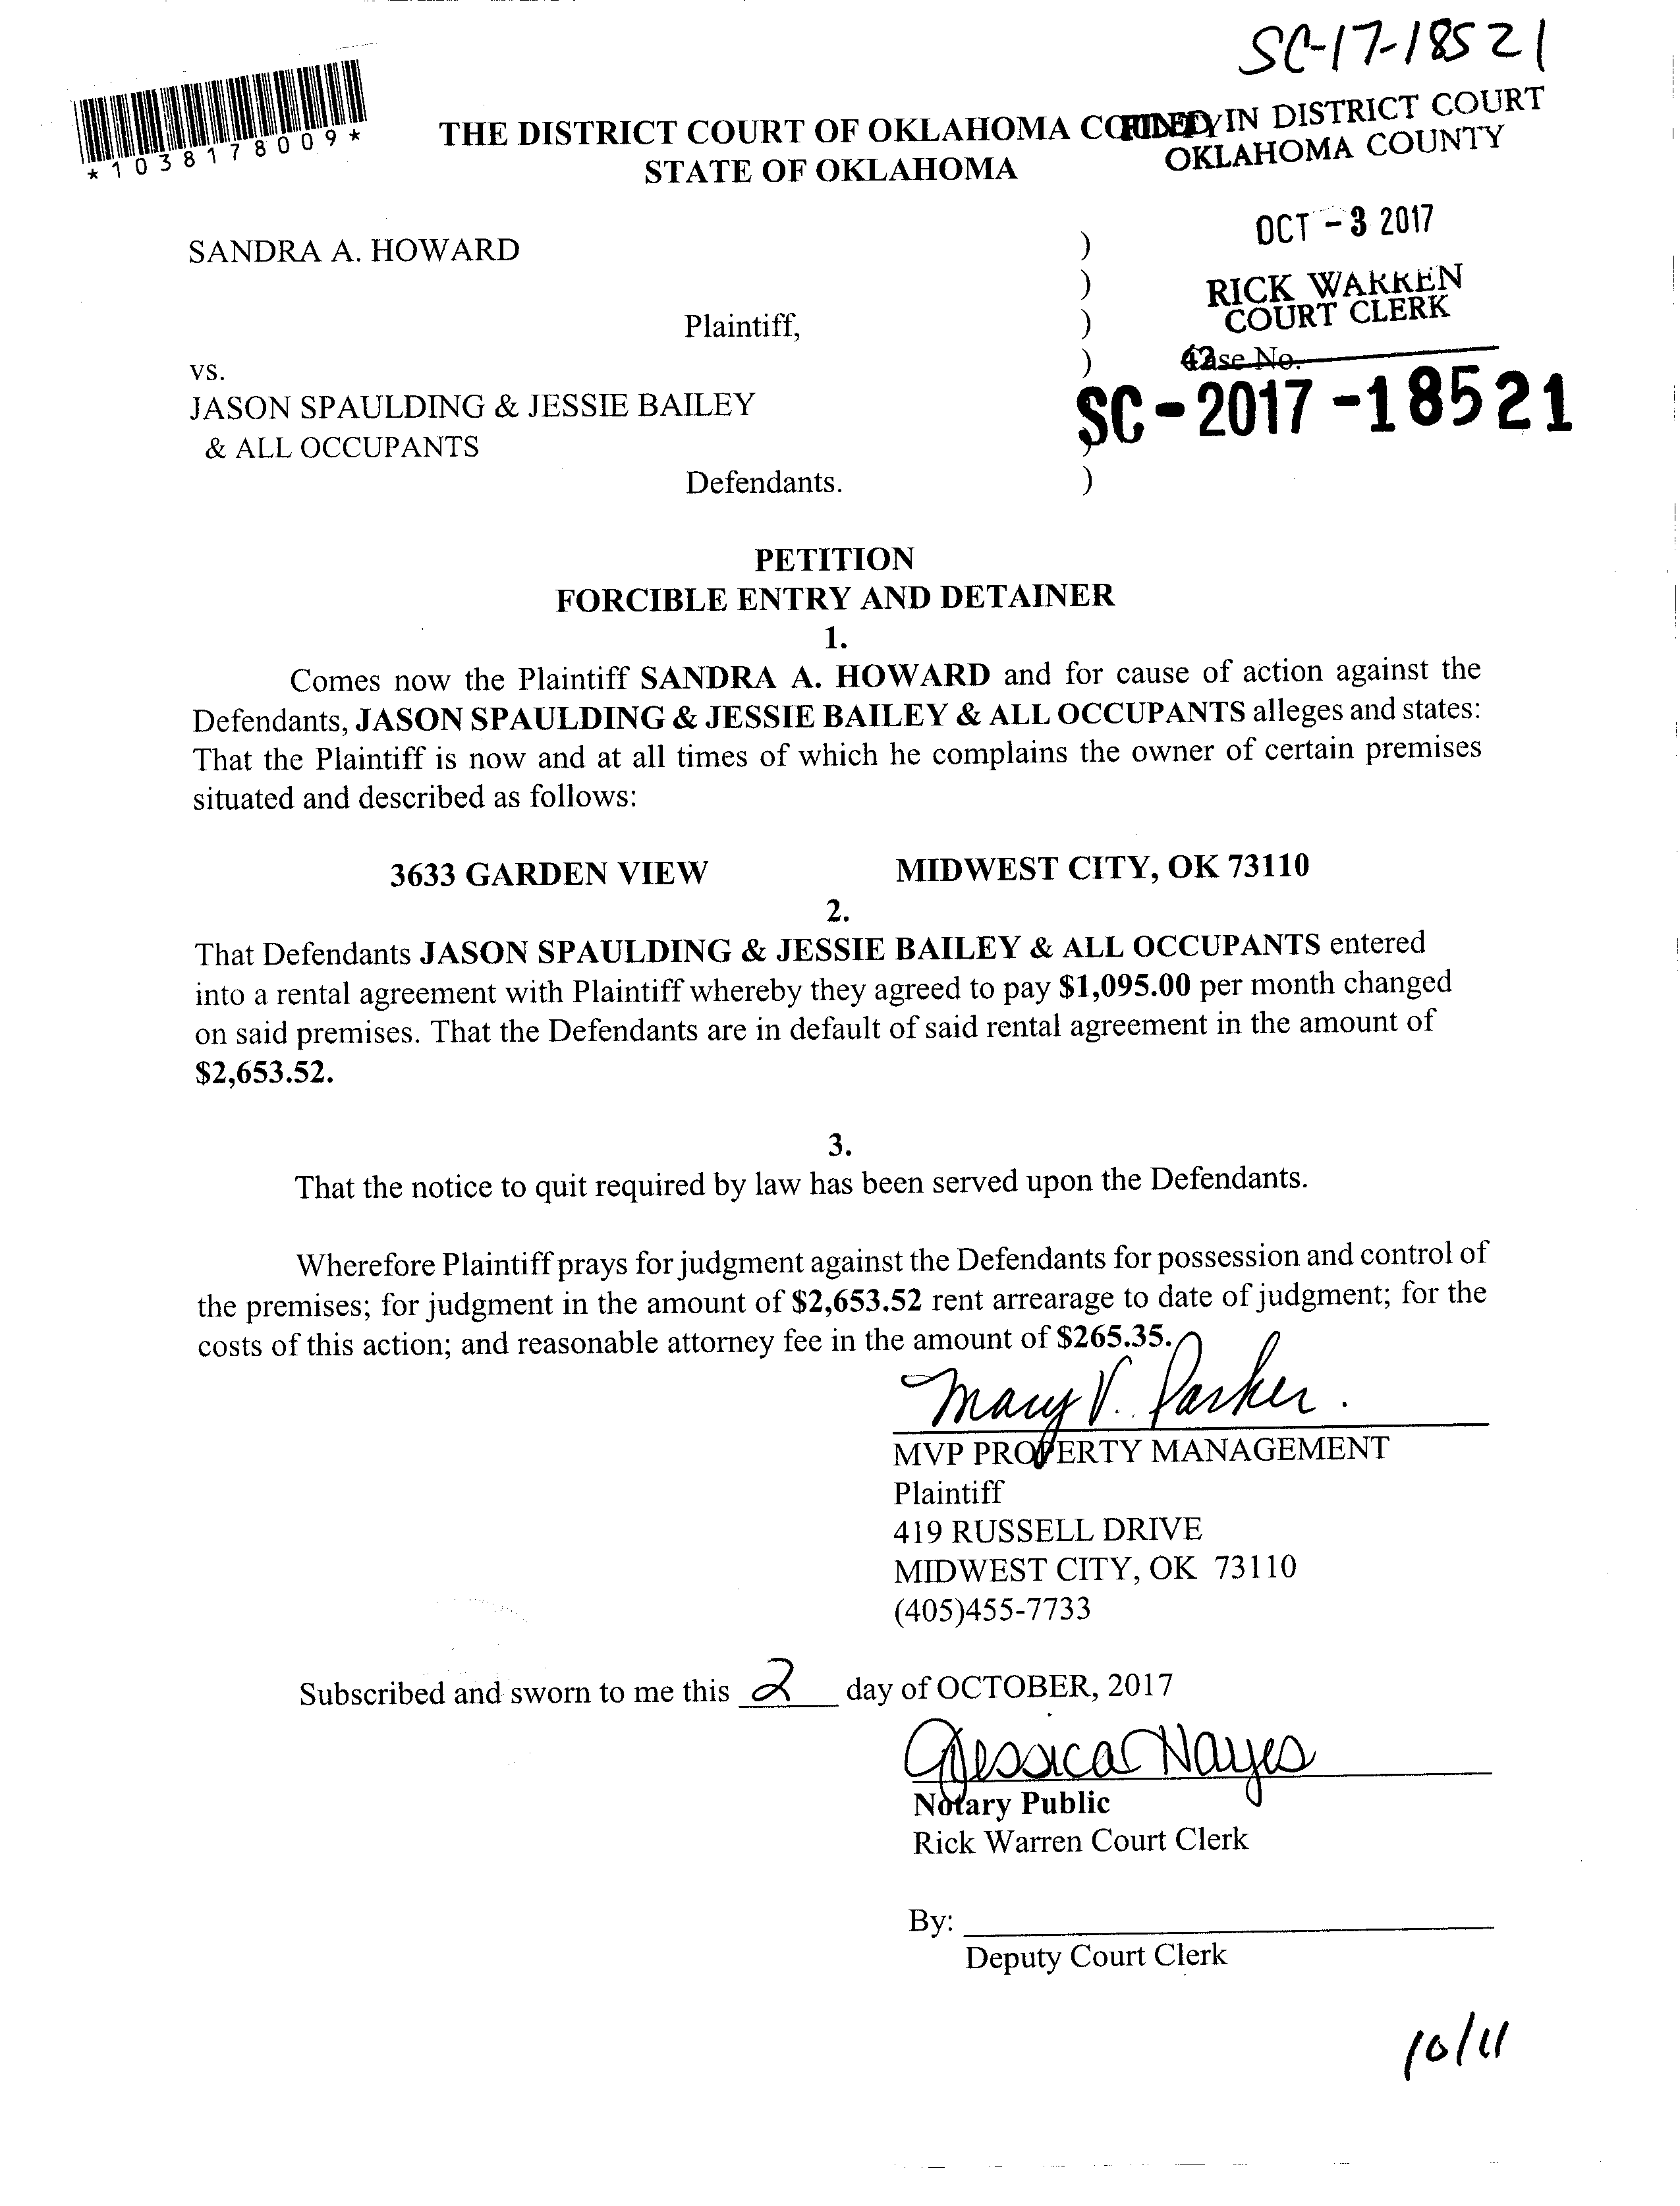 SC-17-18521
*1038178009*
THE DISTRICT COURT OF OKLAHOMA COUNTY
STATE OF OKLAHOMA
FILED IN DISTRICT COURT
OKLAHOMA COUNTY
OCT - 3 2017
RICK WARREN
COURT CLERK
42
Case No.
SC-2017-18521
SANDRA A. HOWARD )
)
Plaintiff, )
vs. )
JASON SPAULDING & JESSIE BAILEY
& ALL OCCUPANTS )
Defendants. )
PETITION
FORCIBLE ENTRY AND DETAINER
1.
Comes now the Plaintiff SANDRA A. HOWARD and for cause of action against the
Defendants, JASON SPAULDING & JESSIE BAILEY & ALL OCCUPANTS alleges and states:
That the Plaintiff is now and at all times of which he complains the owner of certain premises
situated and described as follows:
3633 GARDEN VIEW MIDWEST CITY, OK 73110
2.
That Defendants JASON SPAULDING & JESSIE BAILEY & ALL OCCUPANTS entered
into a rental agreement with Plaintiff whereby they agreed to pay $1,095.00 per month changed
on said premises. That the Defendants are in default of said rental agreement in the amount of
$2,653.52.
3.
That the notice to quit required by law has been served upon the Defendants.
Wherefore Plaintiff prays for judgment against the Defendants for possession and control of
the premises; for judgment in the amount of $2,653.52 rent arrearage to date of judgment; for the
costs of this action; and reasonable attorney fee in the amount of $265.35.
Mary V. Parker.
MVP PROPERTY MANAGEMENT
Plaintiff
419 RUSSELL DRIVE
MIDWEST CITY, OK 73110
(405)455-7733
Subscribed and sworn to me this 2 day of OCTOBER, 2017
Jessica Hayes
Notary Public
Rick Warren Court Clerk
By:
Deputy Court Clerk
10/11